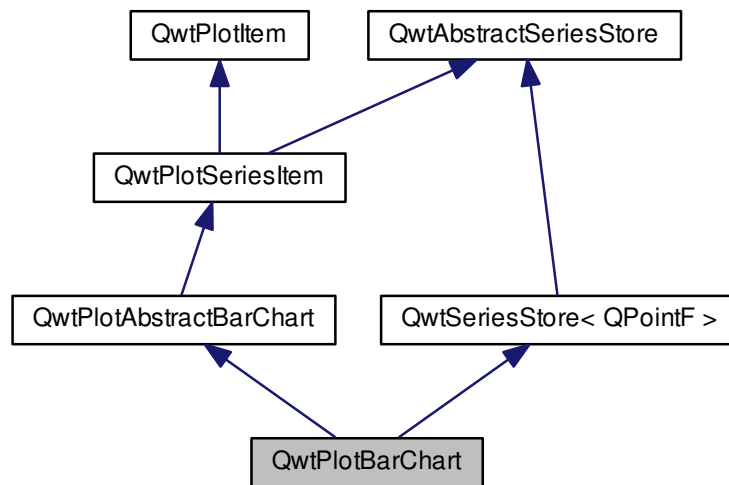 QwtPlotItem
QwtAbstractSeriesStore
QwtPlotSeriesItem
QwtPlotAbstractBarChart
QwtSeriesStore< QPointF >
QwtPlotBarChart